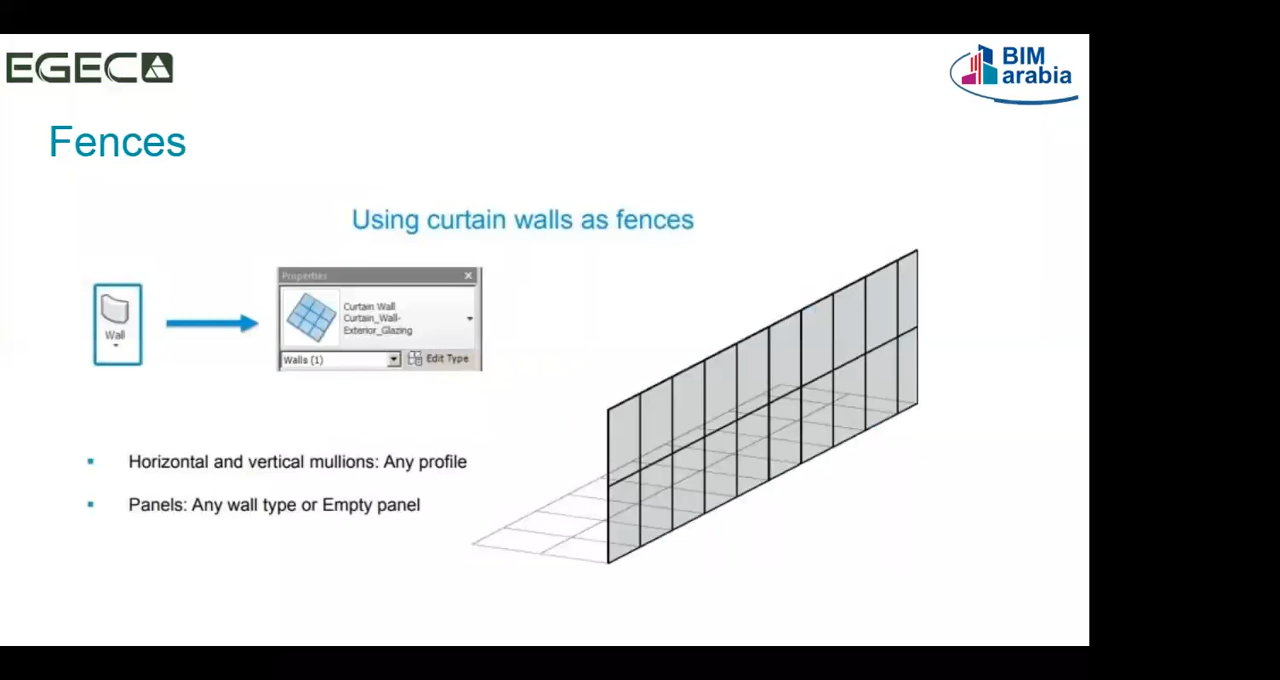 EGEC
BIM
arabia
Fences
Using curtain walls as fences
Wall
Properties
Curtain Wall
Curtain_Wall-
Exterior_Glazing
Walls (1)
Edit Type
Horizontal and vertical mullions: Any profile
Panels: Any wall type or Empty panel